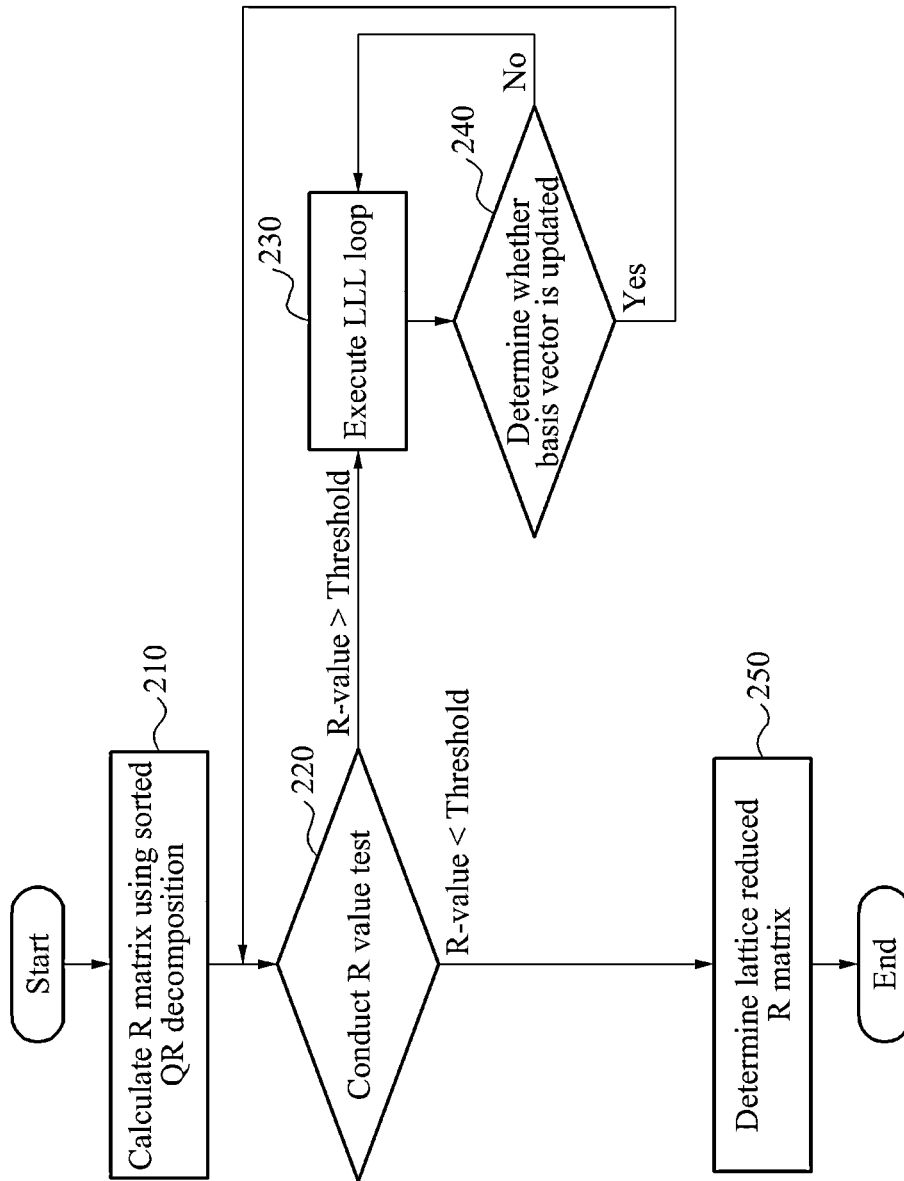 Start
210
Calculate R matrix using sorted
QR decomposition
220
Conduct R value test
R-value > Threshold
230
Execute LLL loop
240
Determine whether
basis vector is updated
No
Yes
R-value < Threshold
250
Determine lattice reduced
R matrix
End